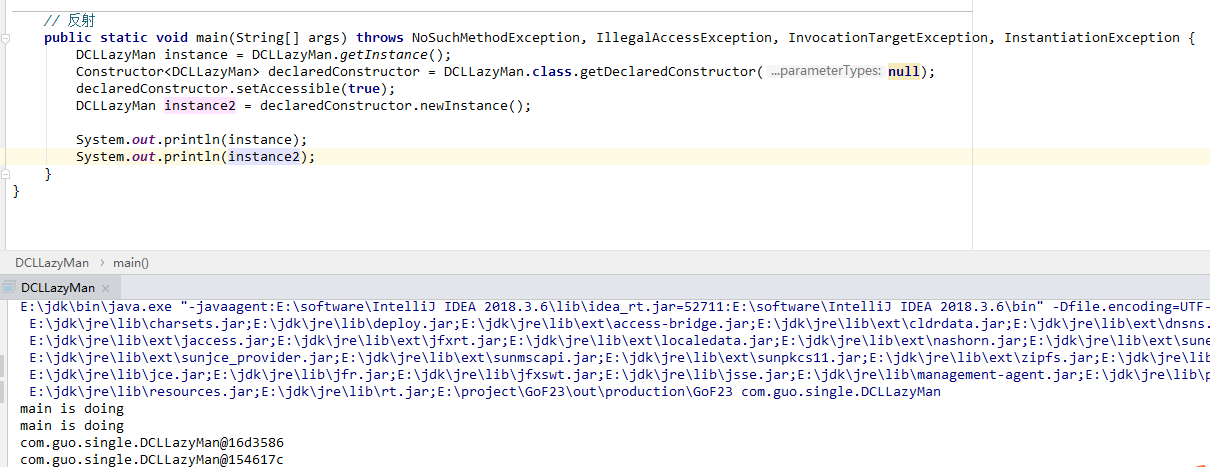 // 反射
public static void main(String[] args) throws NoSuchMethodException, IllegalAccessException, InvocationTargetException, InstantiationException {
DCLLazyMan instance = DCLLazyMan.getInstance();
Constructor<DCLLazyMan> declaredConstructor = DCLLazyMan.class.getDeclaredConstructor( ...parameterTypes: null);
declaredConstructor.setAccessible(true);
DCLLazyMan instance2 = declaredConstructor.newInstance();
System.out.println(instance);
System.out.println(instance2);
}
}
DCLLazyMan › main()
DCLLazyMan ×
E:\jdk\bin\java.exe "-javaagent:E:\software\IntelliJ IDEA 2018.3.6\lib\idea_rt.jar=52711:E:\software\IntelliJ IDEA 2018.3.6\bin" -Dfile.encoding=UTF-
E:\jdk\jre\lib\charsets.jar;E:\jdk\jre\lib\deploy.jar;E:\jdk\jre\lib\ext\access-bridge.jar;E:\jdk\jre\lib\ext\cldrdata.jar;E:\jdk\jre\lib\ext\dnsns.
E:\jdk\jre\lib\ext\jaccess.jar;E:\jdk\jre\lib\ext\jfxrt.jar;E:\jdk\jre\lib\ext\localedata.jar;E:\jdk\jre\lib\ext\nashorn.jar;E:\jdk\jre\lib\ext\sune
E:\jdk\jre\lib\ext\sunjce_provider.jar;E:\jdk\jre\lib\ext\sunmscapi.jar;E:\jdk\jre\lib\ext\sunpkcs11.jar;E:\jdk\jre\lib\ext\zipfs.jar;E:\jdk\jre\lib
E:\jdk\jre\lib\jce.jar;E:\jdk\jre\lib\jfr.jar;E:\jdk\jre\lib\jfxswt.jar;E:\jdk\jre\lib\jsse.jar;E:\jdk\jre\lib\management-agent.jar;E:\jdk\jre\lib\p
E:\jdk\jre\lib\resources.jar;E:\jdk\jre\lib\rt.jar;E:\project\GoF23\out\production\GoF23 com.guo.single.DCLLazyMan
main is doing
main is doing
com.guo.single.DCLLazyMan@16d3586
com.guo.single.DCLLazyMan@154617c